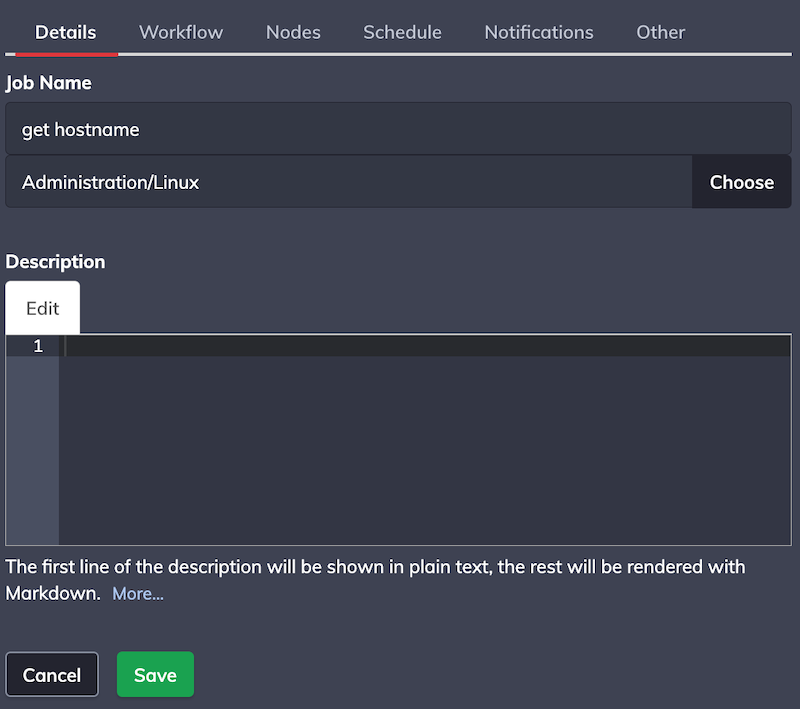 Details Workflow Nodes Schedule Notifications Other
Job Name
get hostname
Administration/Linux Choose
Description
Edit
1
The first line of the description will be shown in plain text, the rest will be rendered with
Markdown. More...
Cancel Save